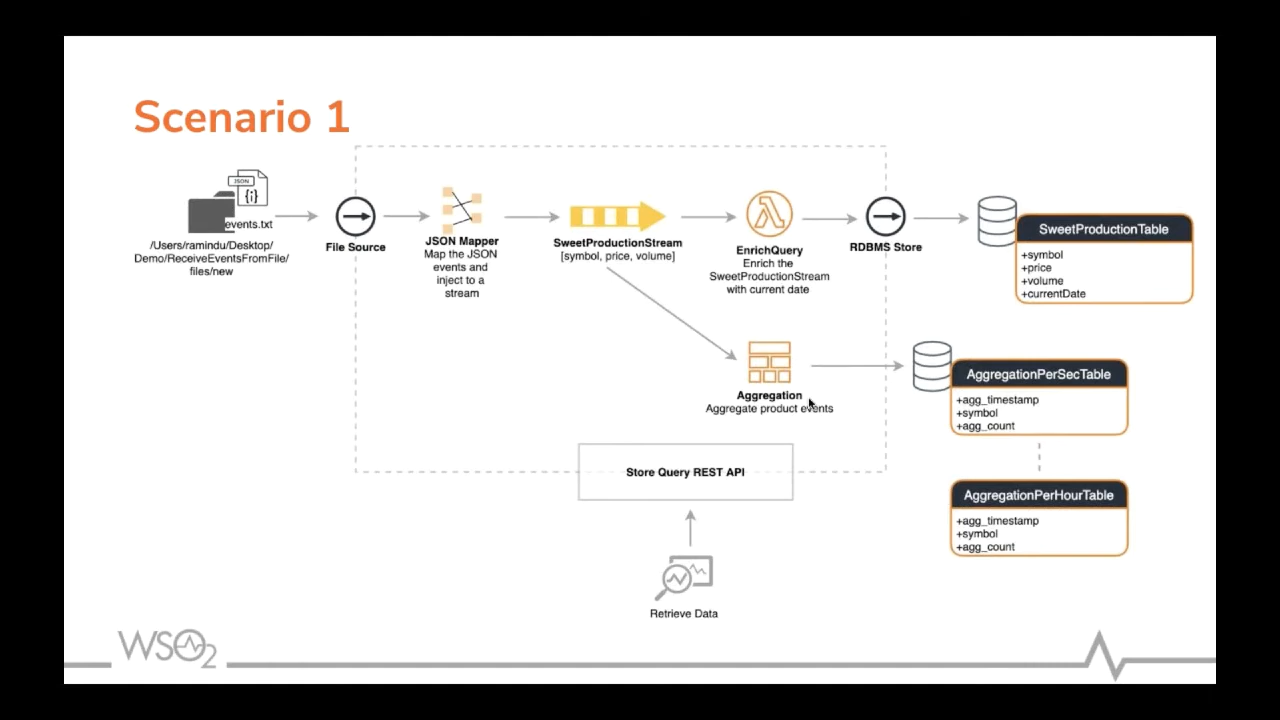 Scenario 1
JSON
{i}
events.txt
/Users/ramindu/Desktop/
Demo/ReceiveEventsFromFile/
files/new
File Source
JSON Mapper
Map the JSON
events and
inject to a
stream
SweetProductionStream
[symbol, price, volume]
EnrichQuery
Enrich the
SweetProductionStream
with current date
RDBMS Store
SweetProductionTable
+symbol
+price
+volume
+currentDate
Aggregation
Aggregate product events
AggregationPerSecTable
+agg_timestamp
+symbol
+agg_count
Store Query REST API
AggregationPerHourTable
+agg_timestamp
+symbol
+agg_count
Retrieve Data
WSO2